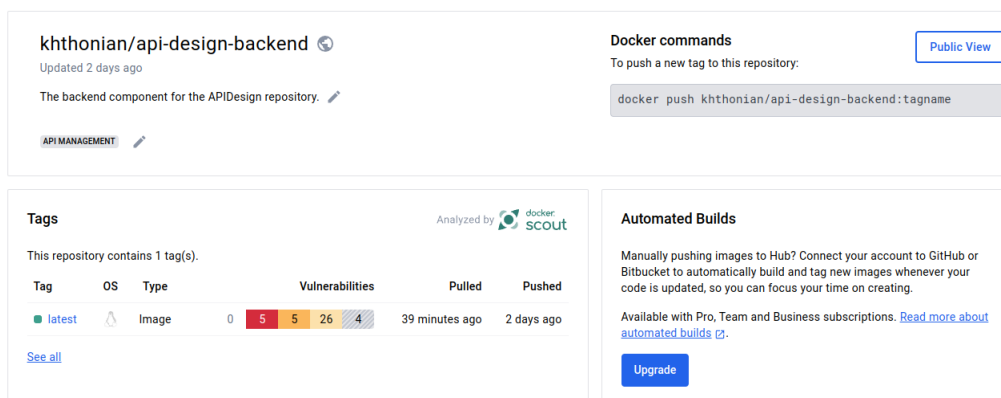 khthonian/api-design-backend
Updated 2 days ago
The backend component for the APIDesign repository.
API MANAGEMENT
Docker commands
Public View
To push a new tag to this repository:
docker push khthonian/api-design-backend:tagname
Tags
Analyzed by docker scout
This repository contains 1 tag(s).
Tag OS Type Vulnerabilities Pulled Pushed
latest Image 0 5 5 26 4 39 minutes ago 2 days ago
See all
Automated Builds
Manually pushing images to Hub? Connect your account to GitHub or
Bitbucket to automatically build and tag new images whenever your
code is updated, so you can focus your time on creating.
Available with Pro, Team and Business subscriptions. Read more about
automated builds.
Upgrade